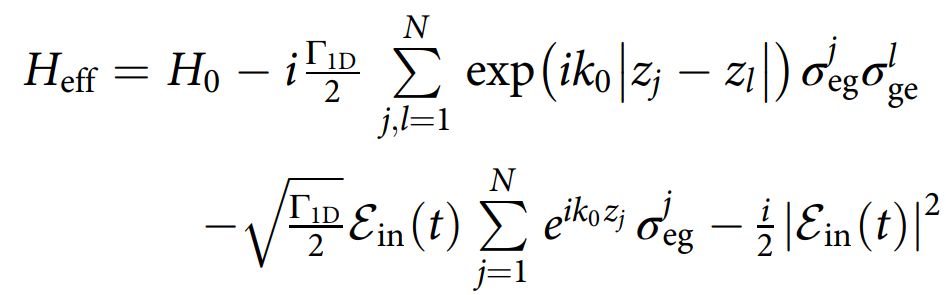 H_eff = H_0 − i Γ_1D/2 ∑_{j,l=1}^{N} exp(ik_0|z_j − z_l|) σ_eg^j σ_ge^l
−√(Γ_1D/2) ℰ_in(t) ∑_{j=1}^{N} e^{ik_0 z_j} σ_eg^j − i/2 |ℰ_in(t)|^2